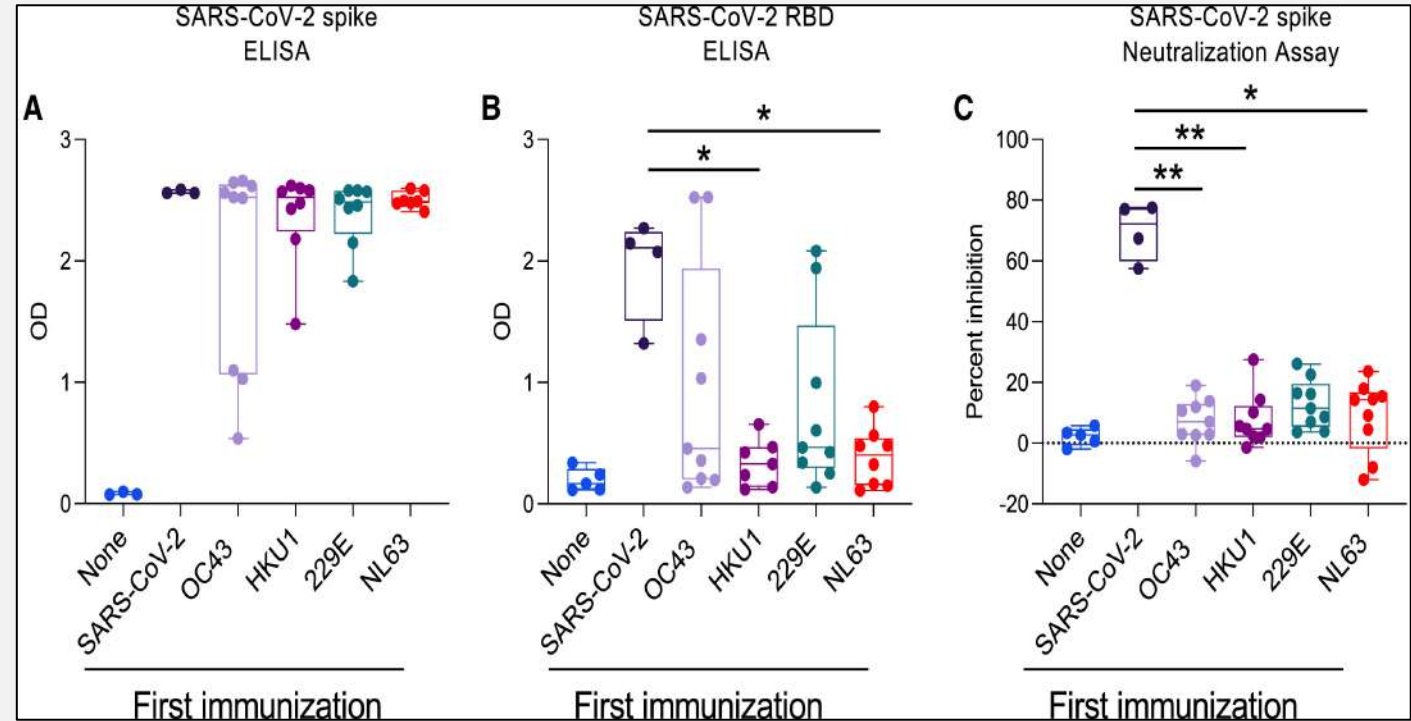 SARS-CoV-2 spike
ELISA
A
3
2
1
0
OD
None
SARS-CoV-2
OC43
HKU1
229E
NL63
First immunization
SARS-CoV-2 RBD
ELISA
B
*
*
3
2
1
0
OD
None
SARS-CoV-2
OC43
HKU1
229E
NL63
First immunization
SARS-CoV-2 spike
Neutralization Assay
C
*
**
**
100
80
60
40
20
0
-20
Percent inhibition
None
SARS-CoV-2
OC43
HKU1
229E
NL63
First immunization